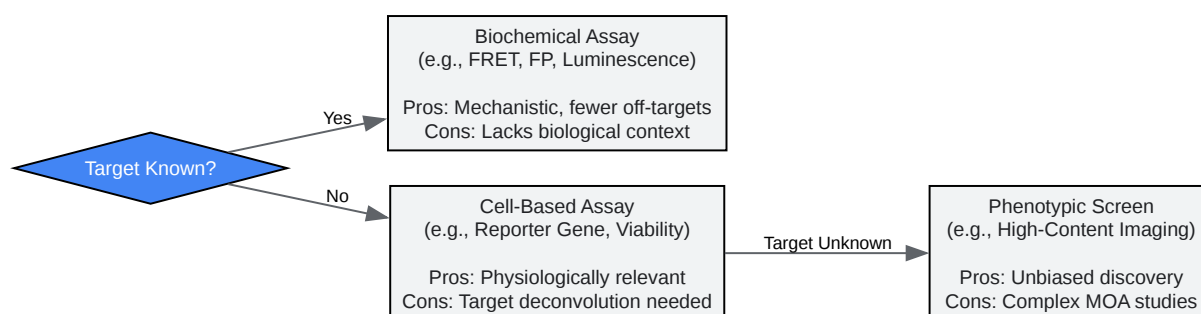 Target Known?
Yes
Biochemical Assay
(e.g., FRET, FP, Luminescence)
Pros: Mechanistic, fewer off-targets
Cons: Lacks biological context
No
Cell-Based Assay
(e.g., Reporter Gene, Viability)
Pros: Physiologically relevant
Cons: Target deconvolution needed
Target Unknown
Phenotypic Screen
(e.g., High-Content Imaging)
Pros: Unbiased discovery
Cons: Complex MOA studies